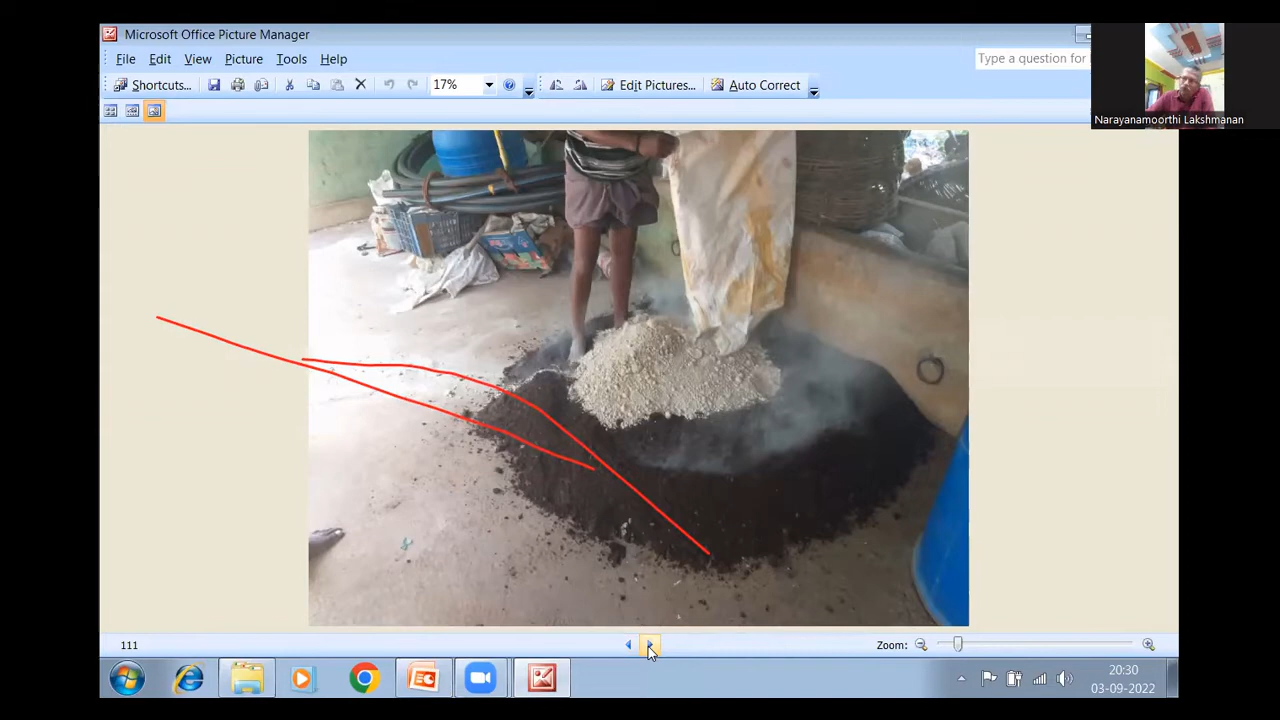 Microsoft Office Picture Manager
File Edit View Picture Tools Help
Type a question for
Shortcuts...
17%
Edit Pictures...
Auto Correct
Narayanamoorthi Lakshmanan
111
Zoom:
20:30
03-09-2022